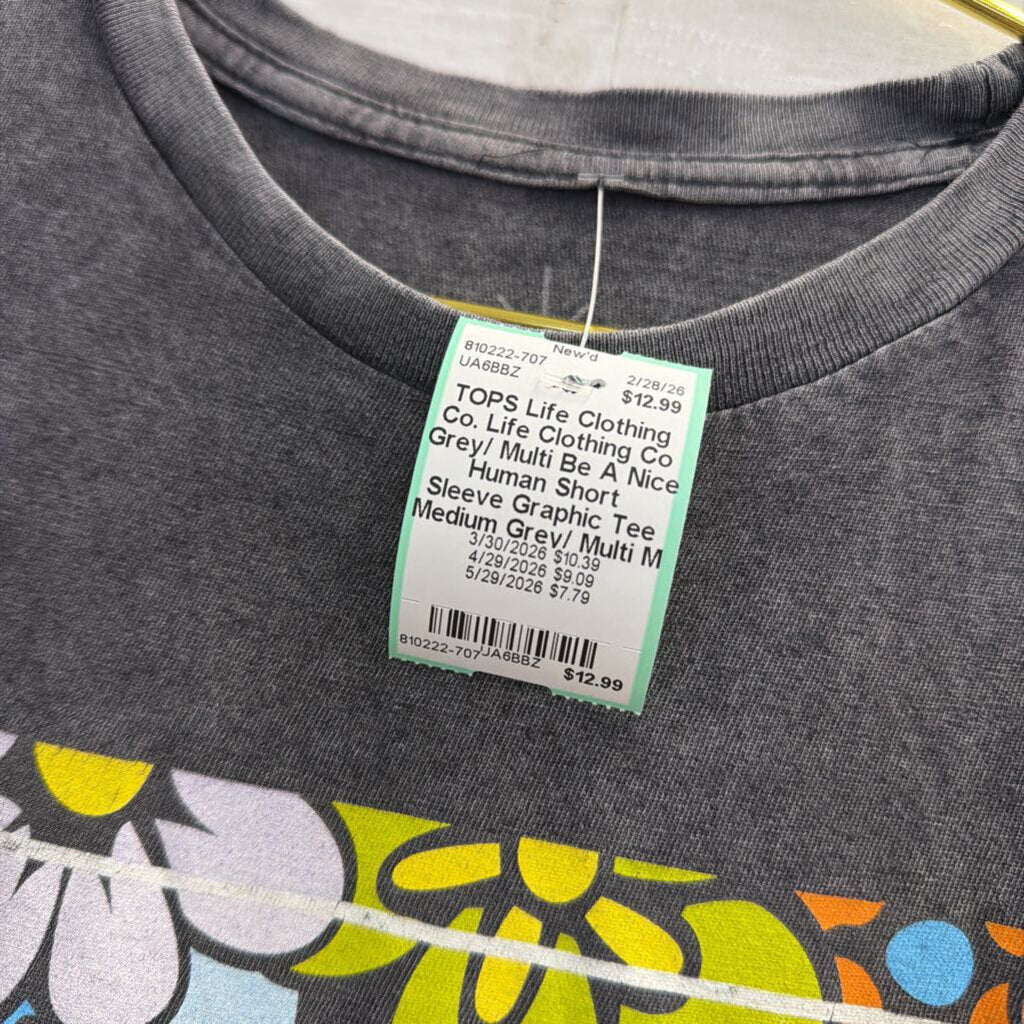 New'd
810222-707
UA6BBZ
2/28/26
$12.99
TOPS Life Clothing
Co. Life Clothing Co
Grey/ Multi Be A Nice
Human Short
Sleeve Graphic Tee
Medium Grey/ Multi M
3/30/2026 $10.39
4/29/2026 $9.09
5/29/2026 $7.79
810222-707
UA6BBZ
$12.99